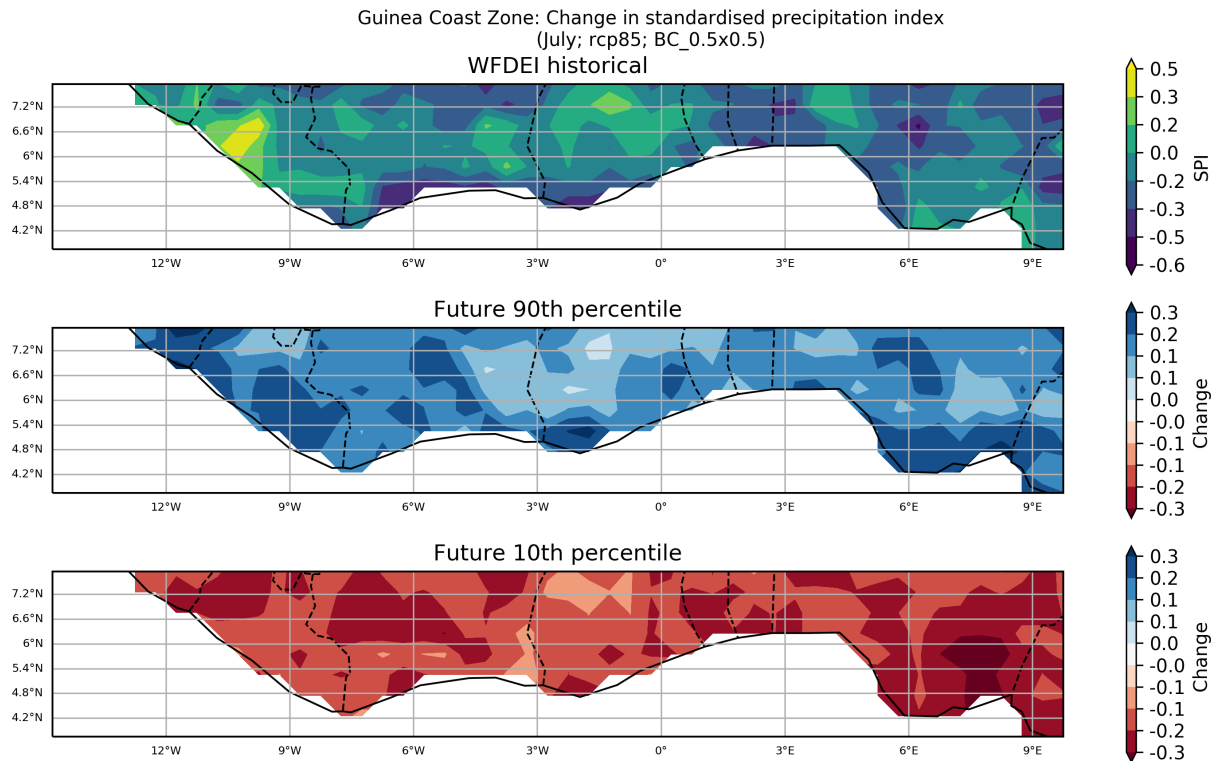 Guinea Coast Zone: Change in standardised precipitation index
(July; rcp85; BC_0.5x0.5)
WFDEI historical
7.2°N
6.6°N
6°N
5.4°N
4.8°N
4.2°N
12°W 9°W 6°W 3°W 0° 3°E 6°E 9°E
0.5
0.3
0.2
0.0
-0.2
-0.3
-0.5
-0.6
SPI
Future 90th percentile
7.2°N
6.6°N
6°N
5.4°N
4.8°N
4.2°N
12°W 9°W 6°W 3°W 0° 3°E 6°E 9°E
0.3
0.2
0.1
0.1
0.0
-0.0
-0.1
-0.1
-0.2
-0.3
Change
Future 10th percentile
7.2°N
6.6°N
6°N
5.4°N
4.8°N
4.2°N
12°W 9°W 6°W 3°W 0° 3°E 6°E 9°E
0.3
0.2
0.1
0.1
0.0
-0.0
-0.1
-0.1
-0.2
-0.3
Change